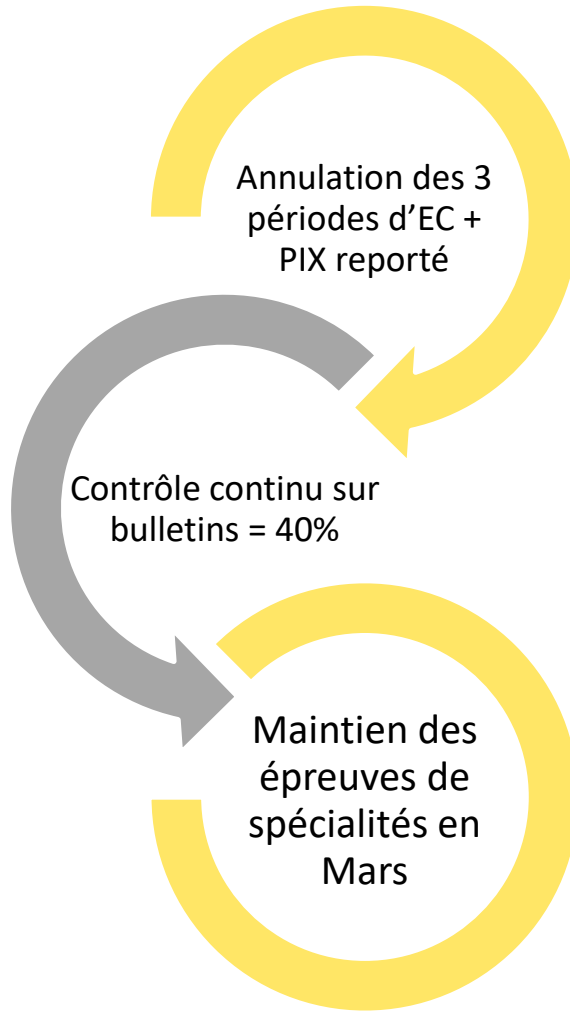 Annulation des 3
périodes d’EC +
PIX reporté
Contrôle continu sur
bulletins = 40%
Maintien des
épreuves de
spécialités en
Mars